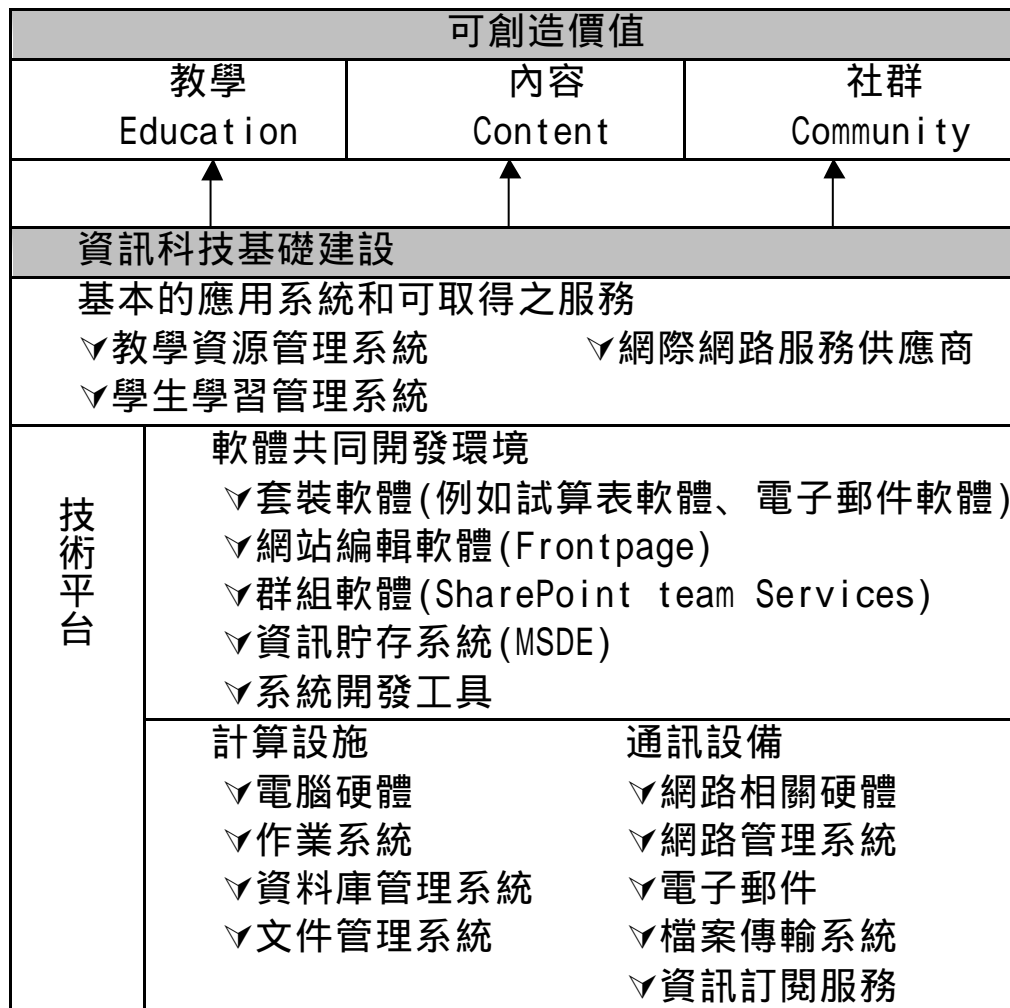 可創造價值
教學 內容 社群
Education Content Community
資訊科技基礎建設
基本的應用系統和可取得之服務
教學資源管理系統 網際網路服務供應商
學生學習管理系統
技術平台
軟體共同開發環境
套裝軟體(例如試算表軟體、電子郵件軟體)
網站編輯軟體(Frontpage)
群組軟體(SharePoint team Services)
資訊貯存系統(MSDE)
系統開發工具
計算設施 通訊設備
電腦硬體 網路相關硬體
作業系統 網路管理系統
資料庫管理系統 電子郵件
文件管理系統 檔案傳輸系統
資訊訂閱服務